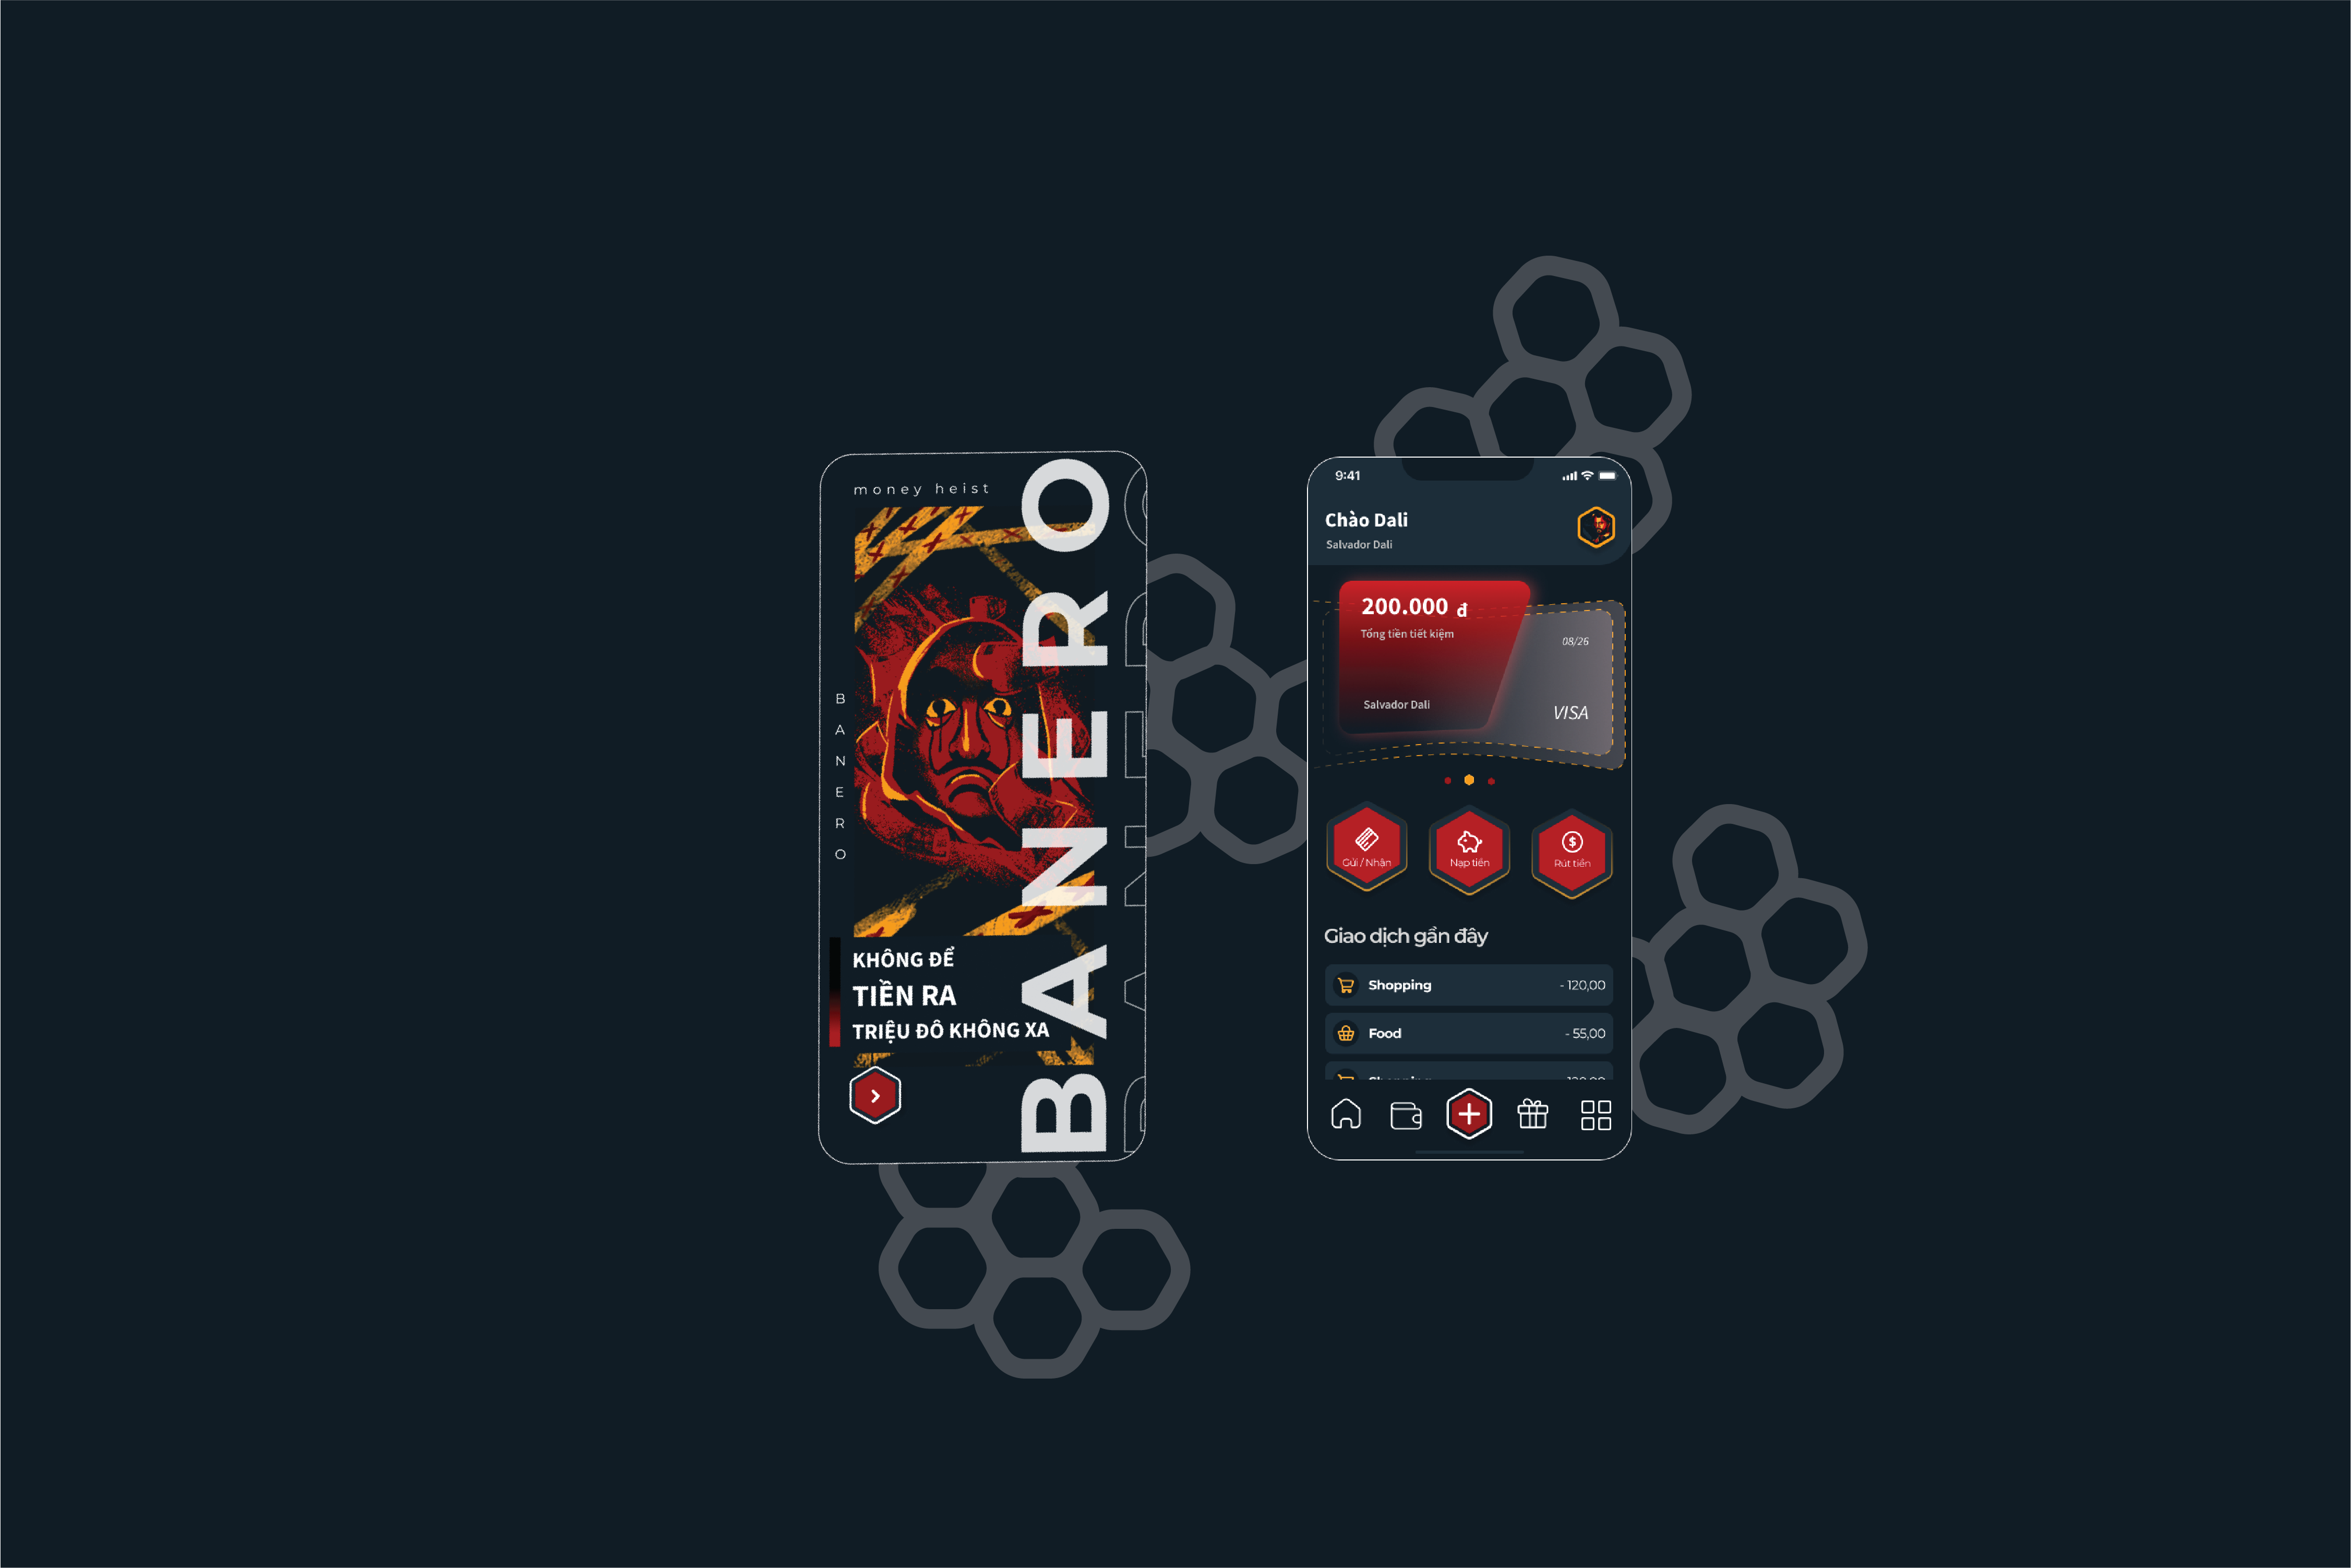 money heist
BANERO
BANERO
KHÔNG ĐỂ
TIỀN RA
TRIỆU ĐÔ KHÔNG XA
BANERO
9:41
Chào Dali
Salvador Dali
200.000 đ
Tổng tiền tiết kiệm
08/26
Salvador Dali
VISA
Gửi / Nhận
Nạp tiền
Rút tiền
Giao dịch gần đây
Shopping - 120,00
Food - 55,00